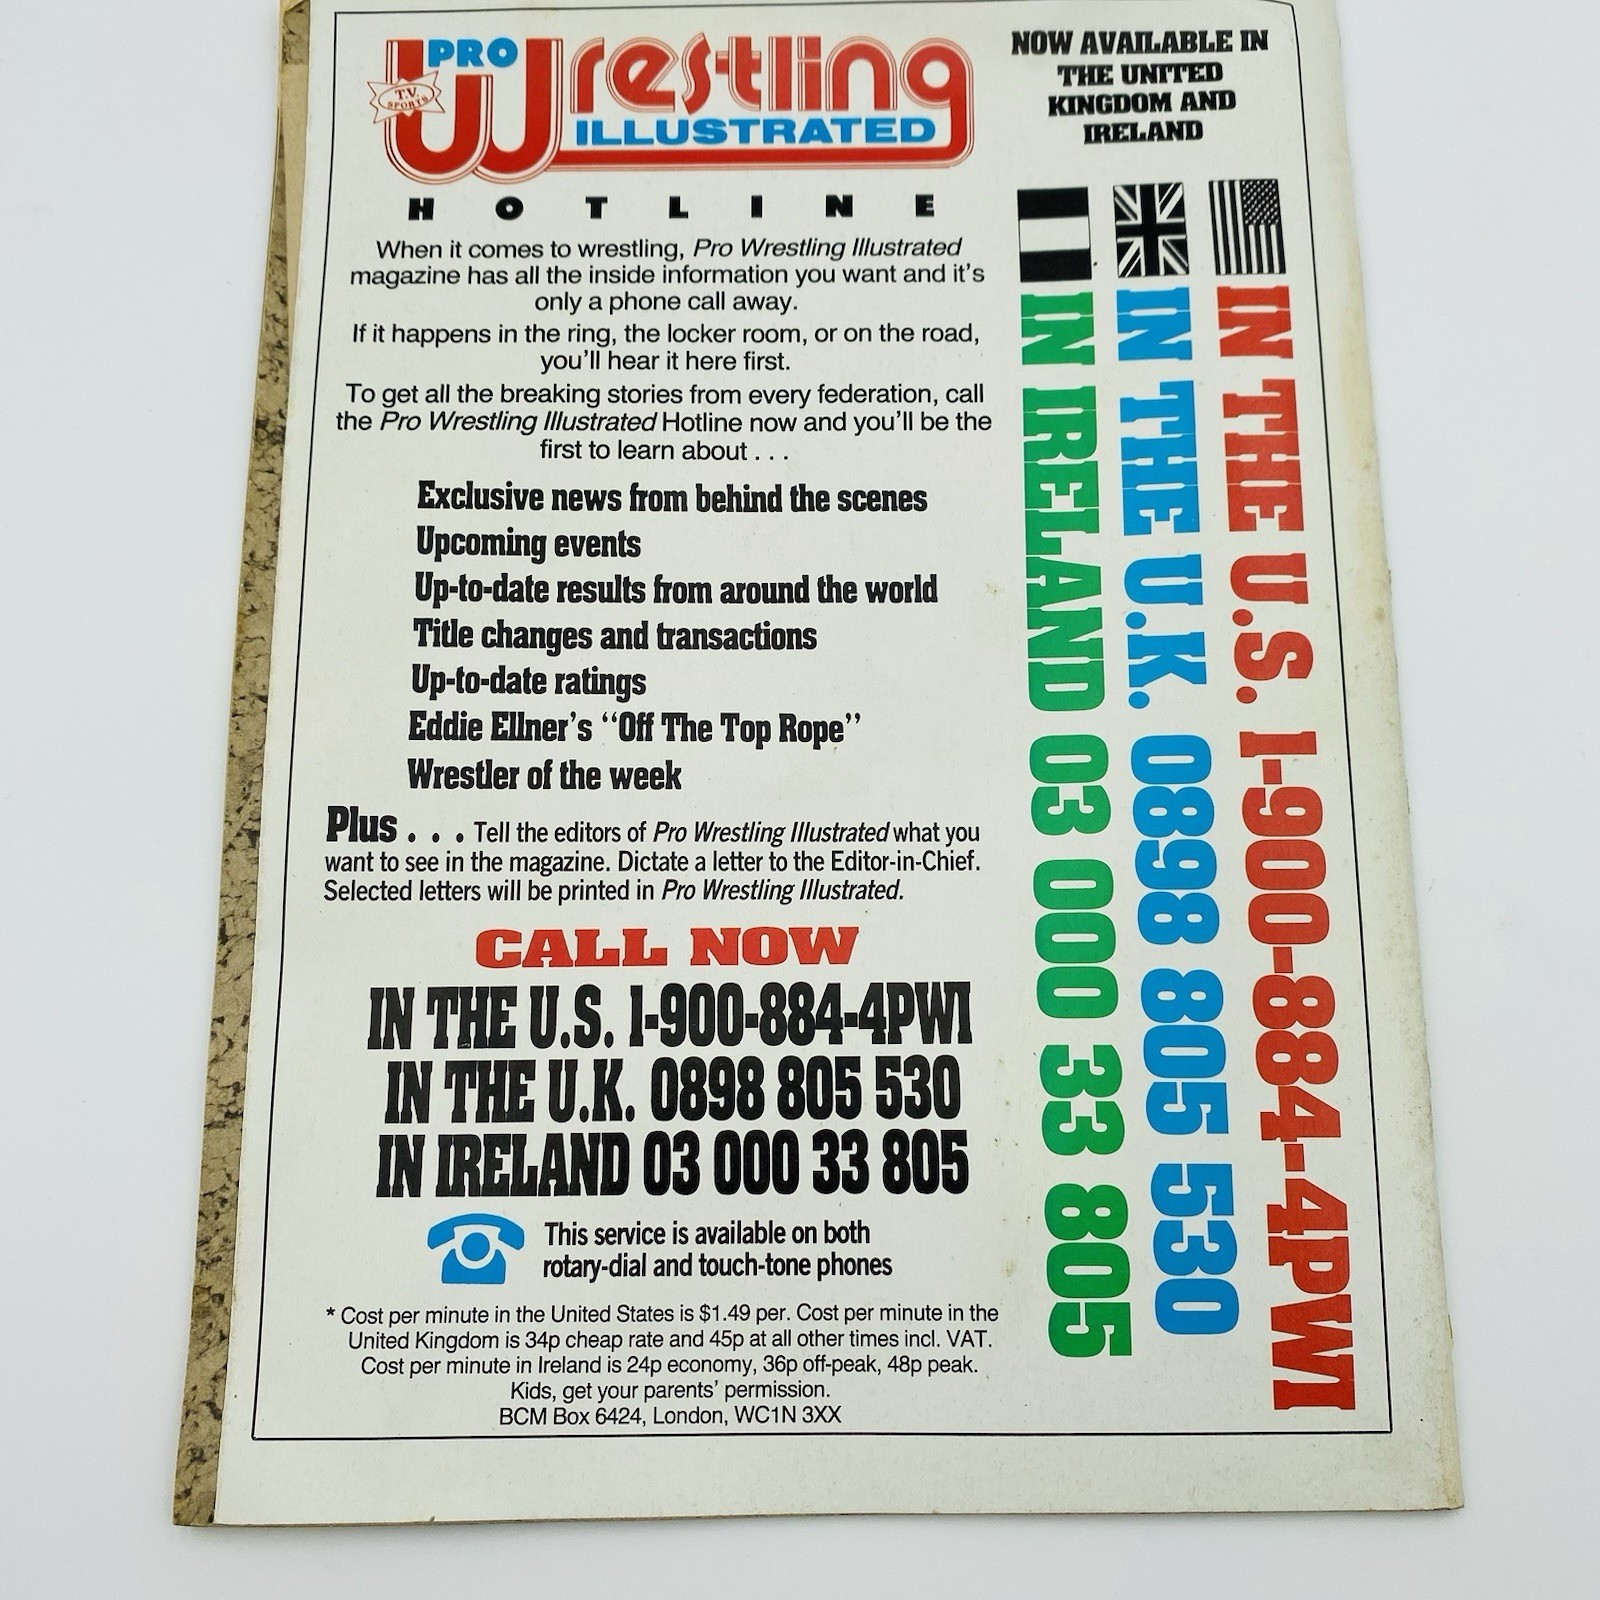 PRO
Wrestling
T.V.
SPORTS
ILLUSTRATED
HOTLINE
When it comes to wrestling, Pro Wrestling Illustrated
magazine has all the inside information you want and it's
only a phone call away.
If it happens in the ring, the locker room, or on the road,
you'll hear it here first.
To get all the breaking stories from every federation, call
the Pro Wrestling Illustrated Hotline now and you'll be the
first to learn about . . .
Exclusive news from behind the scenes
Upcoming events
Up-to-date results from around the world
Title changes and transactions
Up-to-date ratings
Eddie Ellner's “Off The Top Rope”
Wrestler of the week
Plus . . . Tell the editors of Pro Wrestling Illustrated what you
want to see in the magazine. Dictate a letter to the Editor-in-Chief.
Selected letters will be printed in Pro Wrestling Illustrated.
CALL NOW
IN THE U.S. 1-900-884-4PWI
IN THE U.K. 0898 805 530
IN IRELAND 03 000 33 805
This service is available on both
rotary-dial and touch-tone phones
* Cost per minute in the United States is $1.49 per. Cost per minute in the
United Kingdom is 34p cheap rate and 45p at all other times incl. VAT.
Cost per minute in Ireland is 24p economy, 36p off-peak, 48p peak.
Kids, get your parents' permission.
BCM Box 6424, London, WC1N 3XX
NOW AVAILABLE IN
THE UNITED
KINGDOM AND
IRELAND
IN THE U.S. 1-900-884-4PWI
IN THE U.K. 0898 805 530
IN IRELAND 03 000 33 805